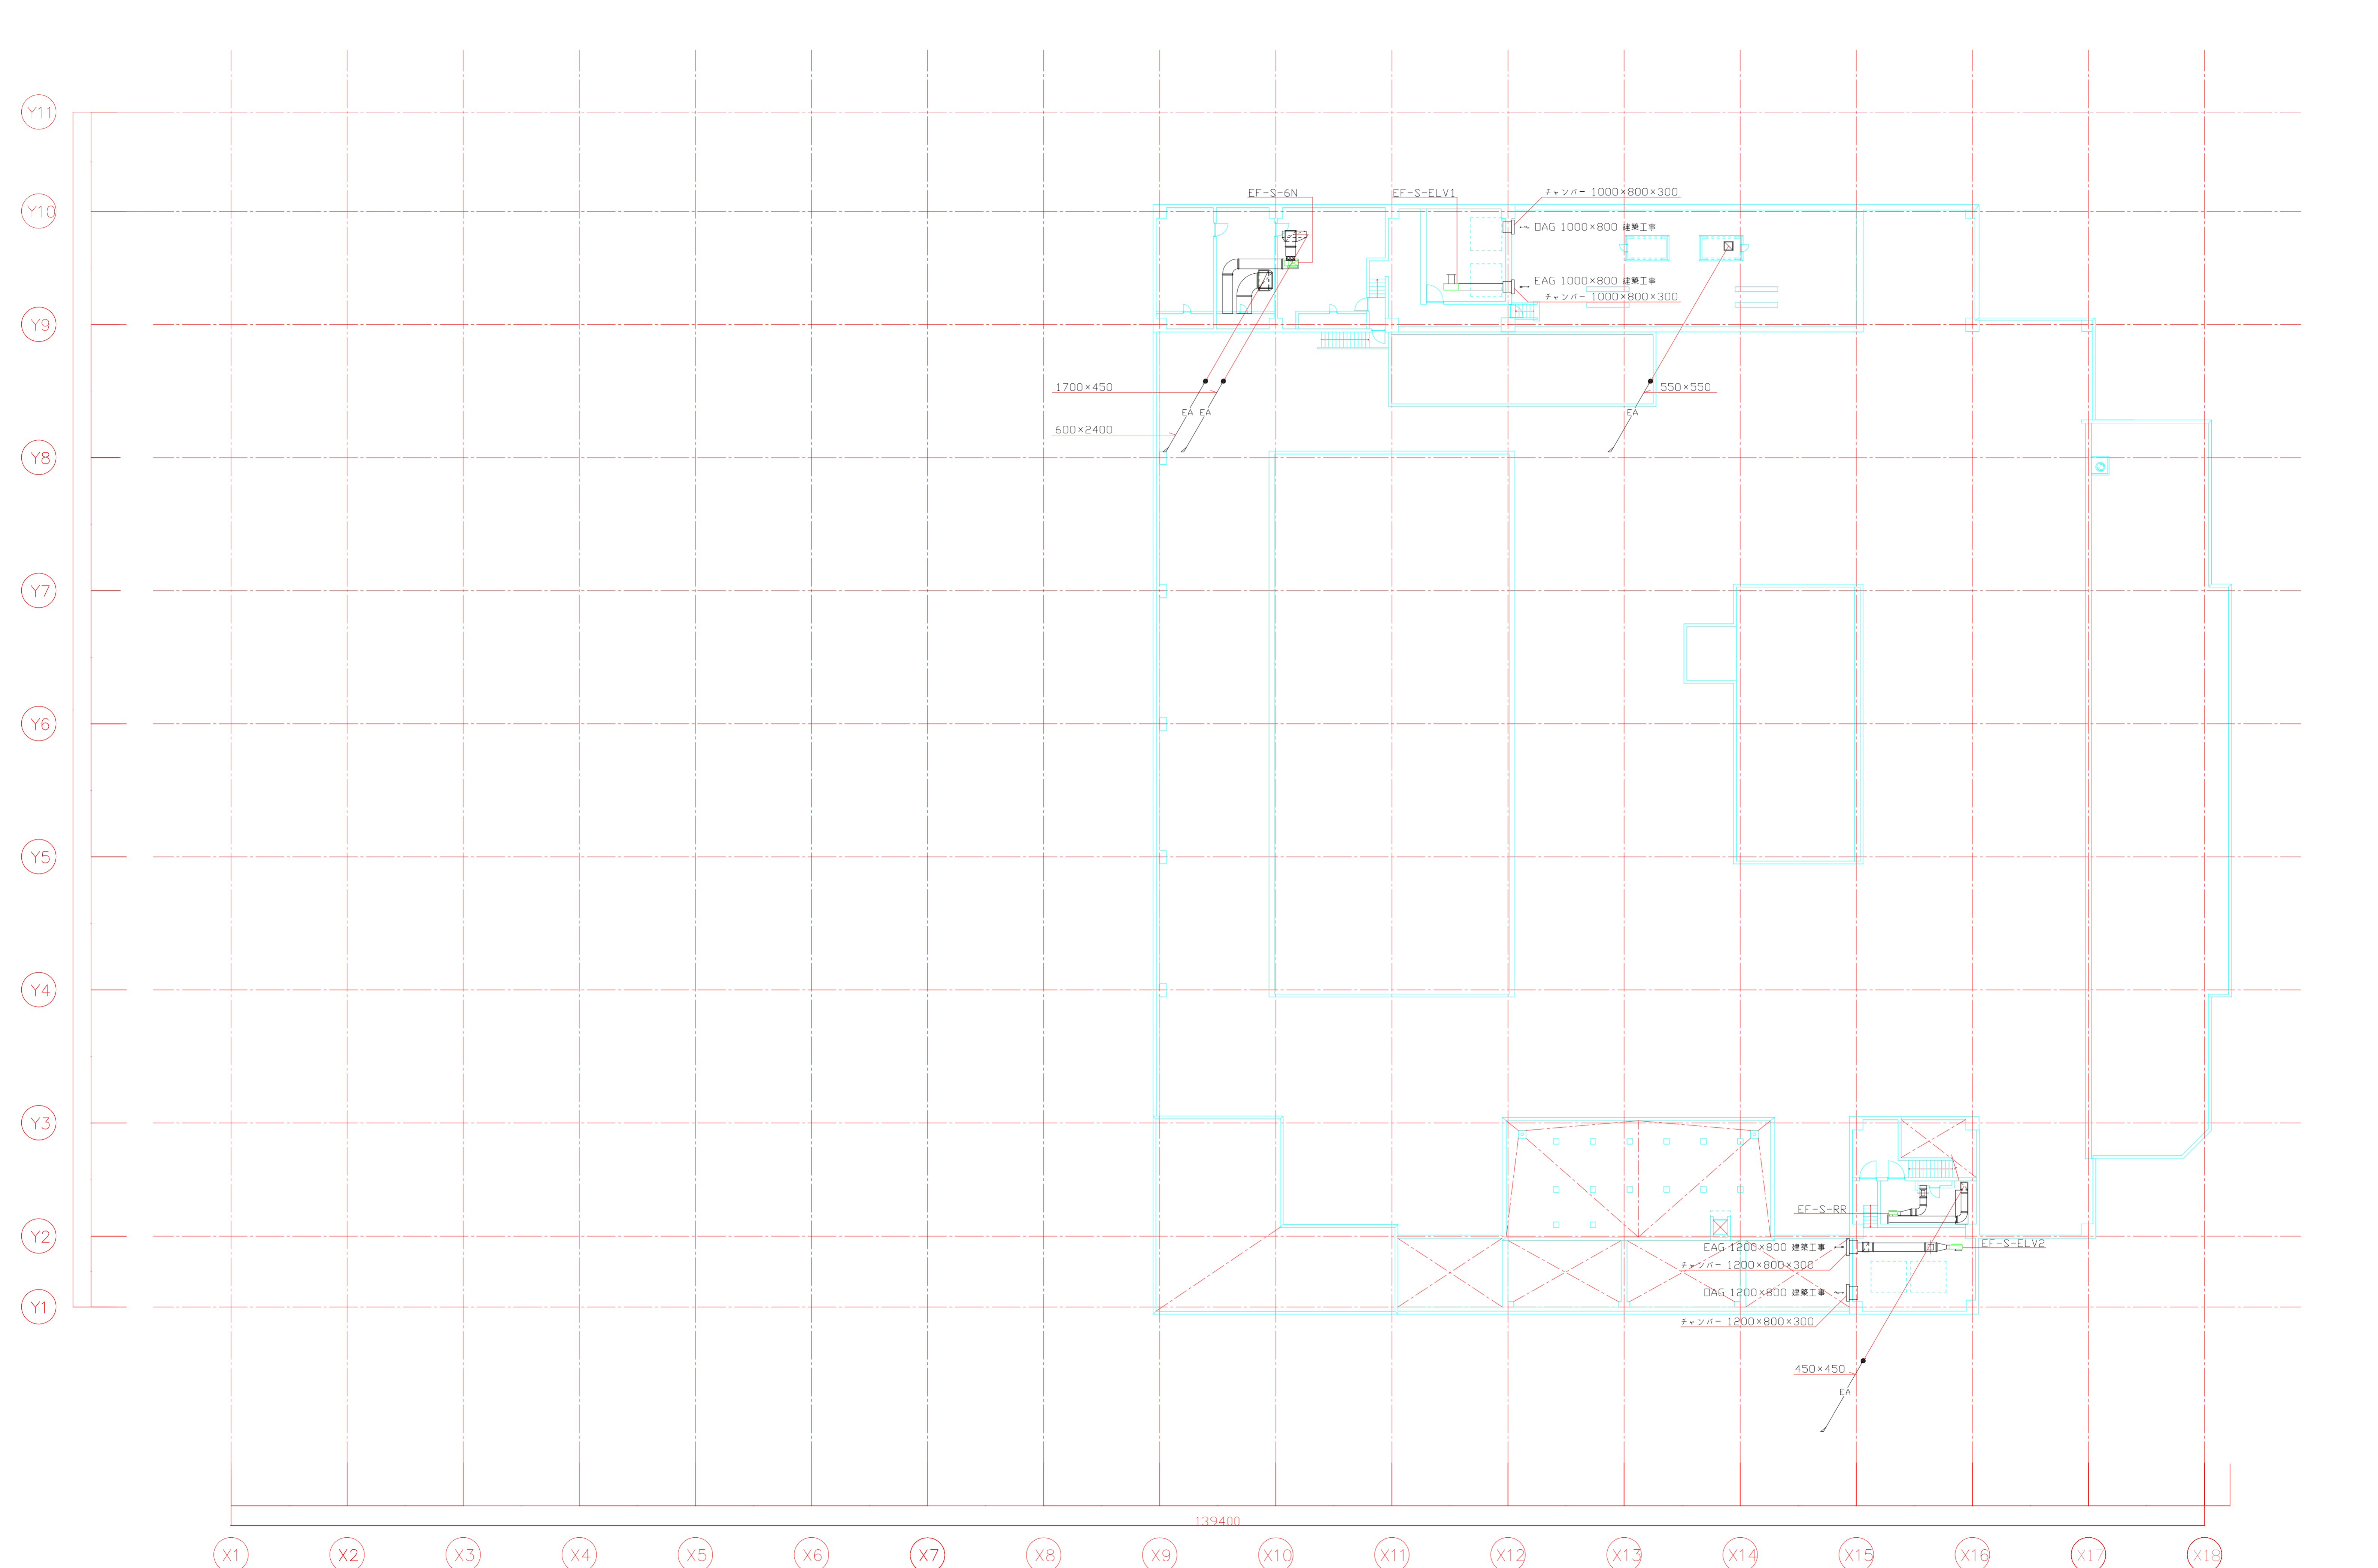 Y11
EF-S-6N
EF-S-ELV1
チャンバー 1000×800×300
Y10
OAG 1000×800 建築工事
EAG 1000×800 建築工事
チャンバー 1000×800×300
Y9
1700×450
550×550
EA EA
EA
600×2400
Y8
Y7
Y6
Y5
Y4
Y3
EF-S-RR
Y2
EAG 1200×800 建築工事
EF-S-ELV2
チャンバー 1200×800×300
OAG 1200×800 建築工事
Y1
チャンバー 1200×800×300
450×450
EA
139400
X1 X2 X3 X4 X5 X6 X7 X8 X9 X10 X11 X12 X13 X14 X15 X16 X17 X18